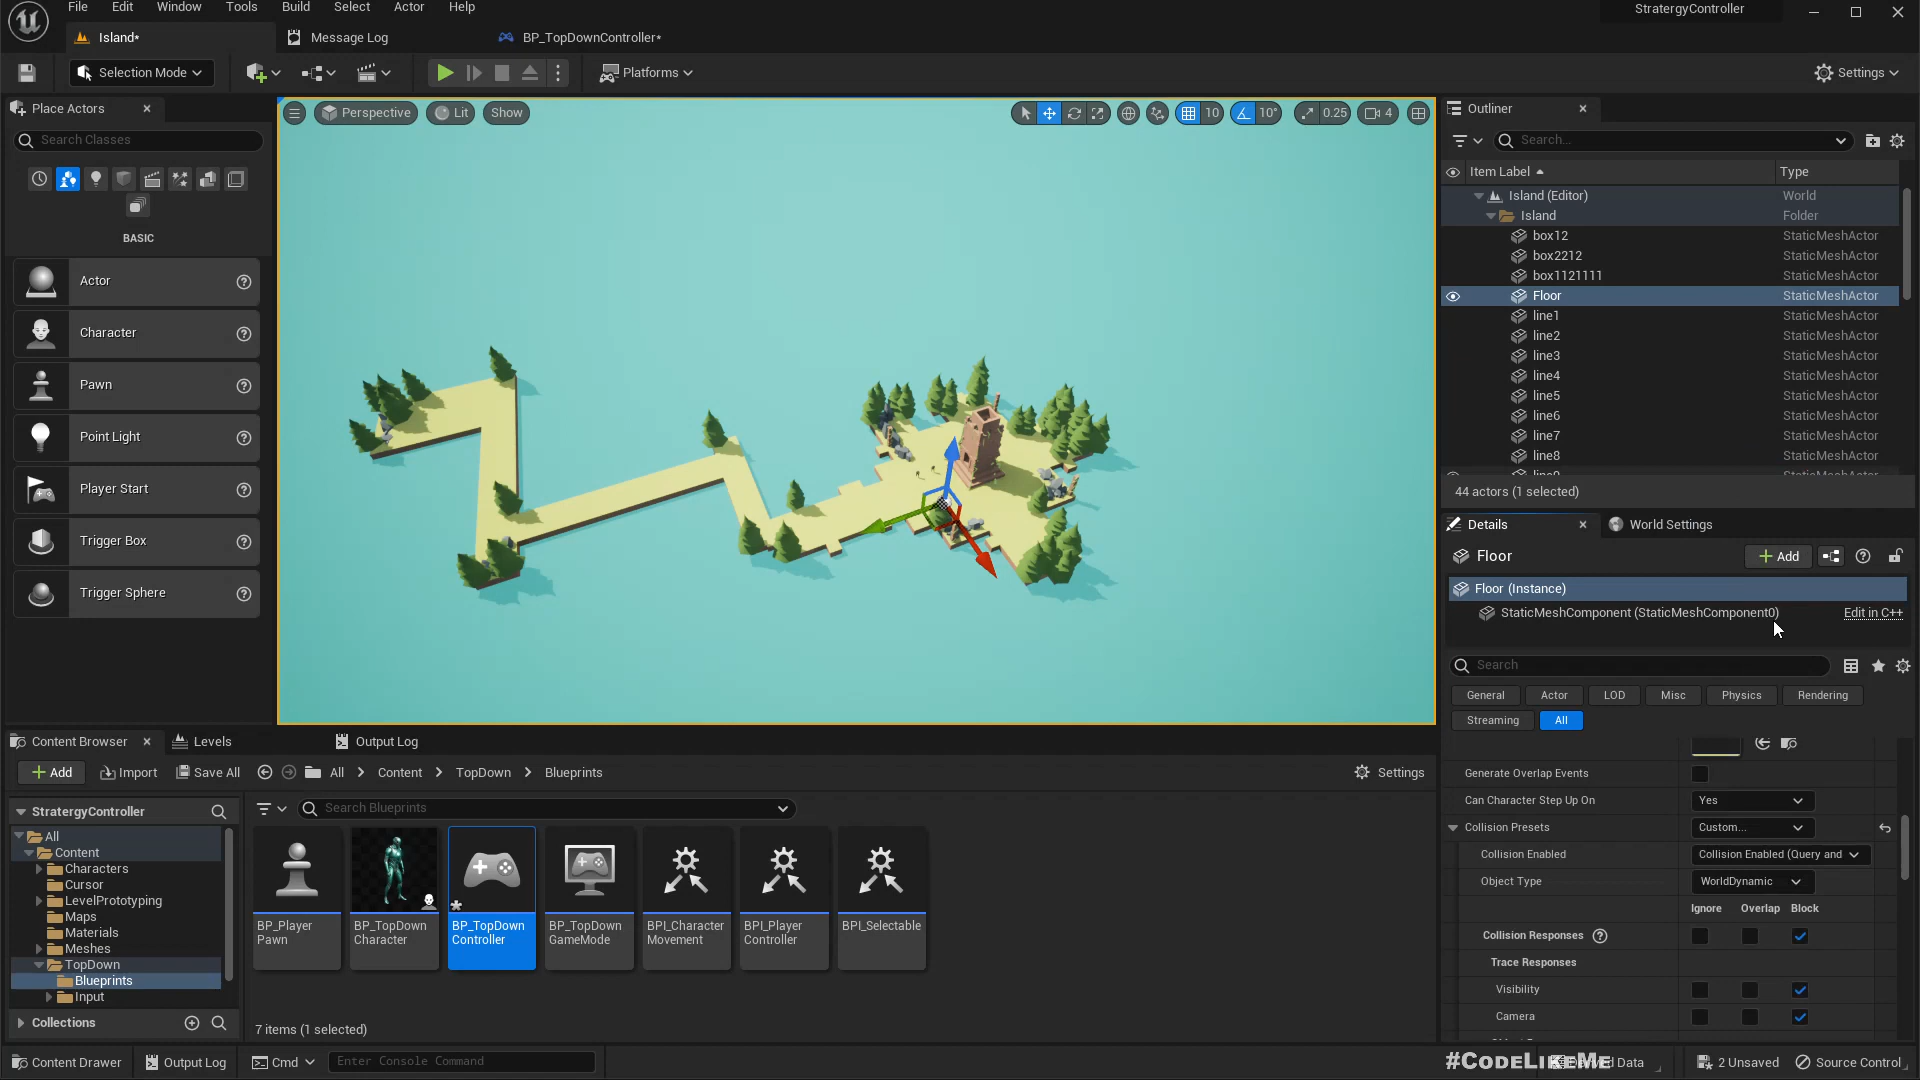 File Edit Window Tools Build Select Actor Help
StratergyController
Island*
Message Log
BP_TopDownController*
Selection Mode
Platforms
Settings
Place Actors
Search Classes
BASIC
Actor
Character
Pawn
Point Light
Player Start
Trigger Box
Trigger Sphere
Perspective
Lit
Show
10
10°
0.25
4
Outliner
Search...
Item Label
Type
Island (Editor) World
Island Folder
box12 StaticMeshActor
box2212 StaticMeshActor
box1121111 StaticMeshActor
Floor StaticMeshActor
line1 StaticMeshActor
line2 StaticMeshActor
line3 StaticMeshActor
line4 StaticMeshActor
line5 StaticMeshActor
line6 StaticMeshActor
line7 StaticMeshActor
line8 StaticMeshActor
44 actors (1 selected)
Details
World Settings
Floor
Add
Floor (Instance)
StaticMeshComponent (StaticMeshComponent0) Edit in C++
Search
General Actor LOD Misc Physics Rendering
Streaming All
Generate Overlap Events
Can Character Step Up On Yes
Collision Presets Custom...
Collision Enabled Collision Enabled (Query and
Object Type WorldDynamic
Ignore Overlap Block
Collision Responses
Trace Responses
Visibility
Camera
Content Browser
Levels
Output Log
Add
Import
Save All
All
Content
TopDown
Blueprints
Settings
StratergyController
Search Blueprints
All
Content
Characters
Cursor
LevelPrototyping
Maps
Materials
Meshes
TopDown
Blueprints
Input
Collections
BP_Player
Pawn
BP_TopDown
Character
BP_TopDown
Controller
BP_TopDown
GameMode
BPI_Character
Movement
BPI_Player
Controller
BPI_Selectable
7 items (1 selected)
Content Drawer
Output Log
Cmd
Enter Console Command
#CodeLikeMe
Data
2 Unsaved
Source Control